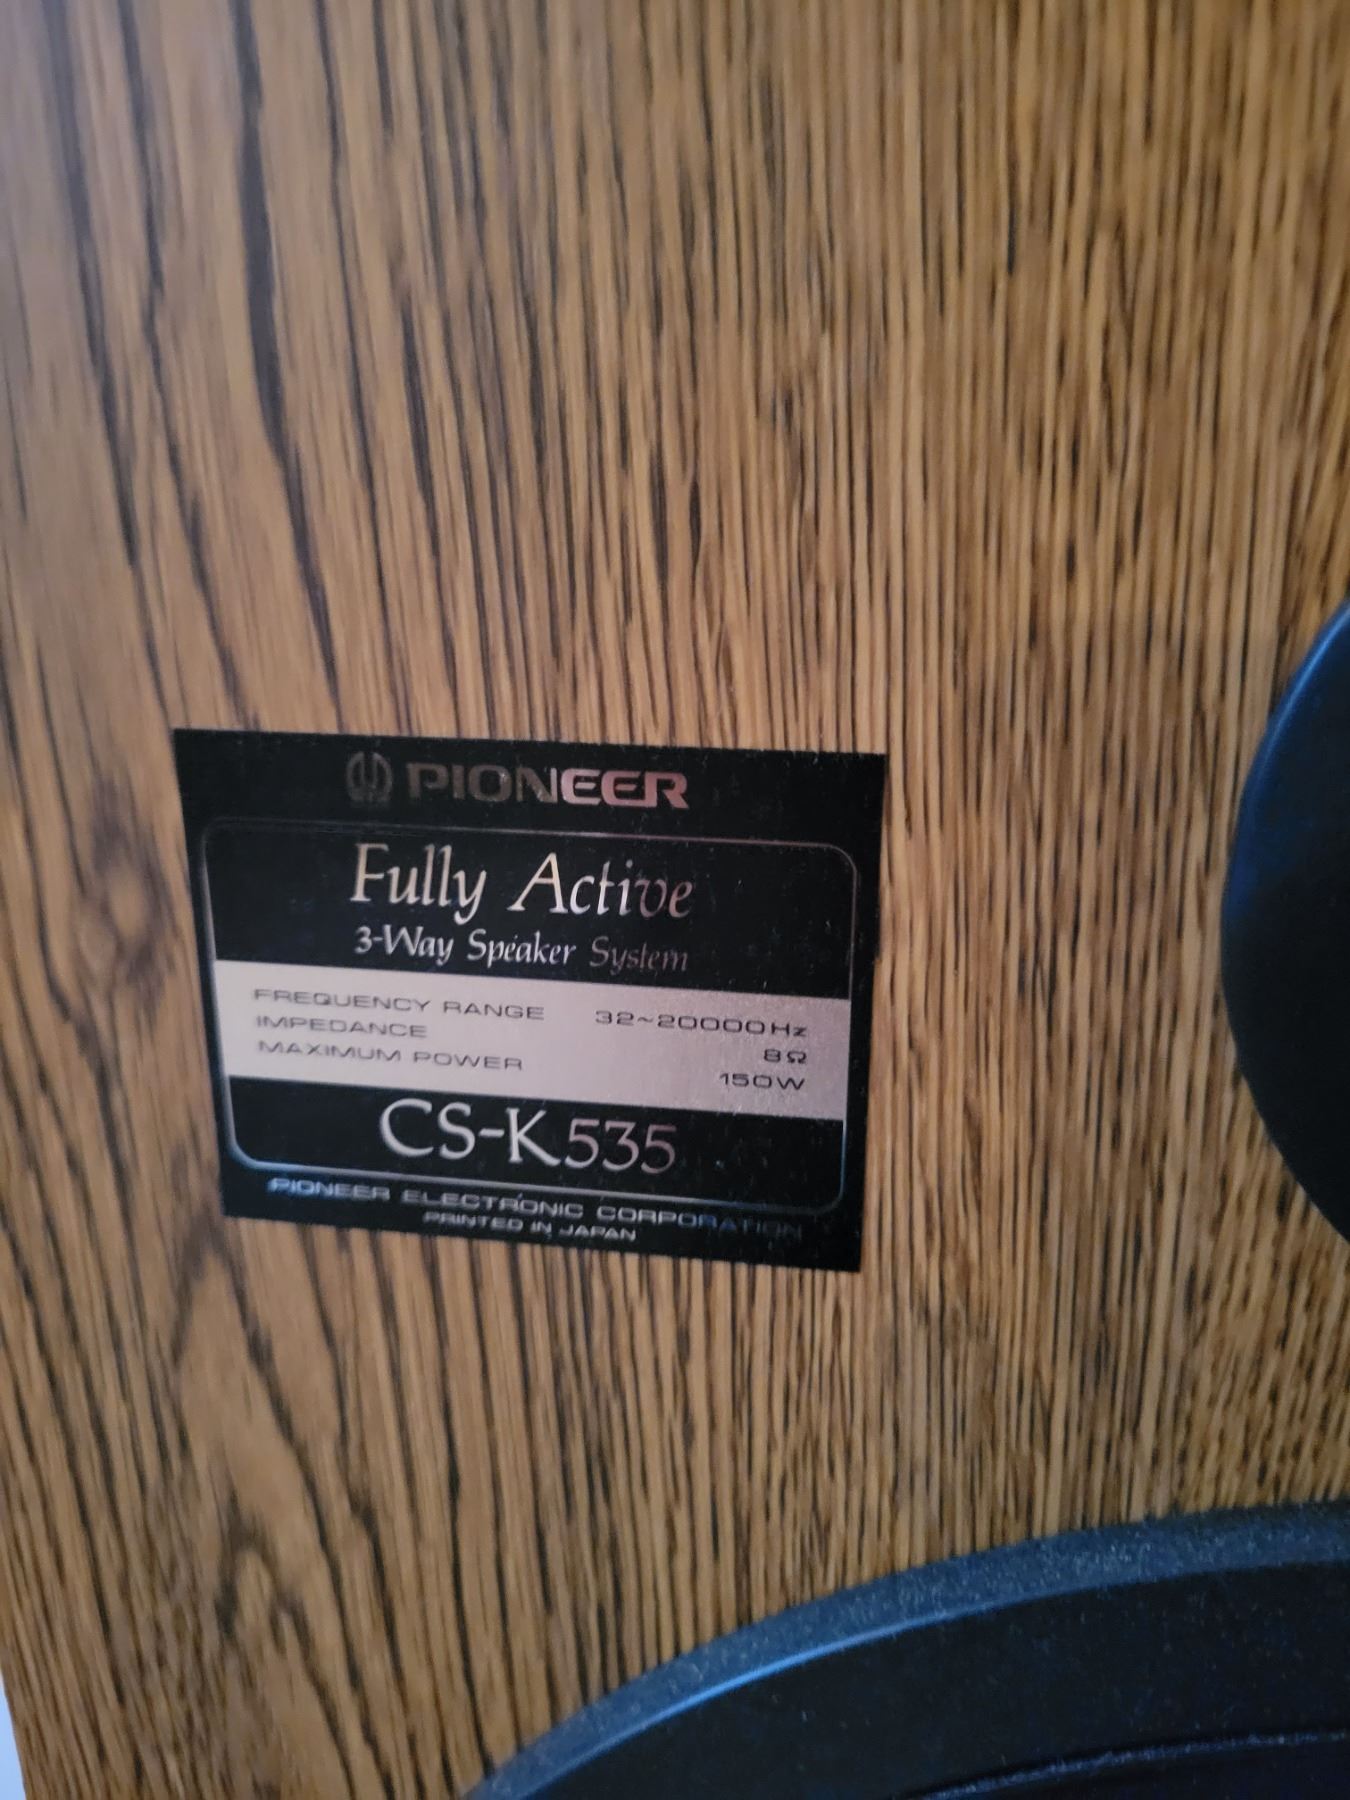 PIONEER
Fully Active
3-Way Speaker System
FREQUENCY RANGE 32~20000Hz
IMPEDANCE 8Ω
MAXIMUM POWER 150W
CS-K535
PIONEER ELECTRONIC CORPORATION
PRINTED IN JAPAN